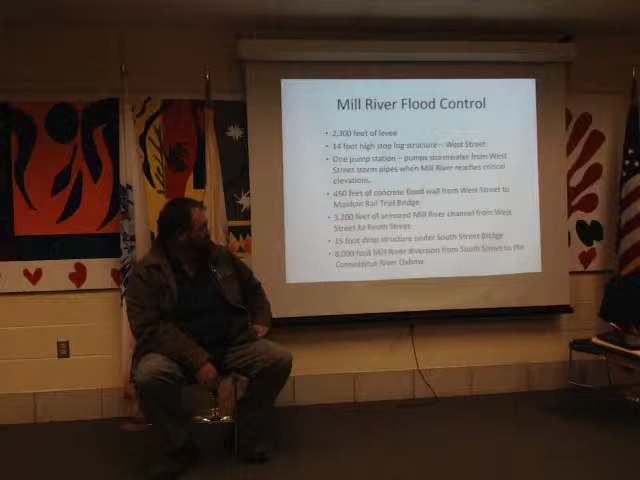 Mill River Flood Control
• 2,300 feet of levee
• 14 foot high stop log structure – West Street
• One pump station – pumps stormwater from West
Street storm pipes when Mill River reaches critical
elevations.
• 450 feet of concrete flood wall from West Street to
Manhan Rail Trail Bridge
• 3,200 feet of armored Mill River channel from West
Street to South Street
• 15 foot drop structure under South Street Bridge
• 8,000 foot Mill River diversion from South Street to the
Connecticut River Oxbow.